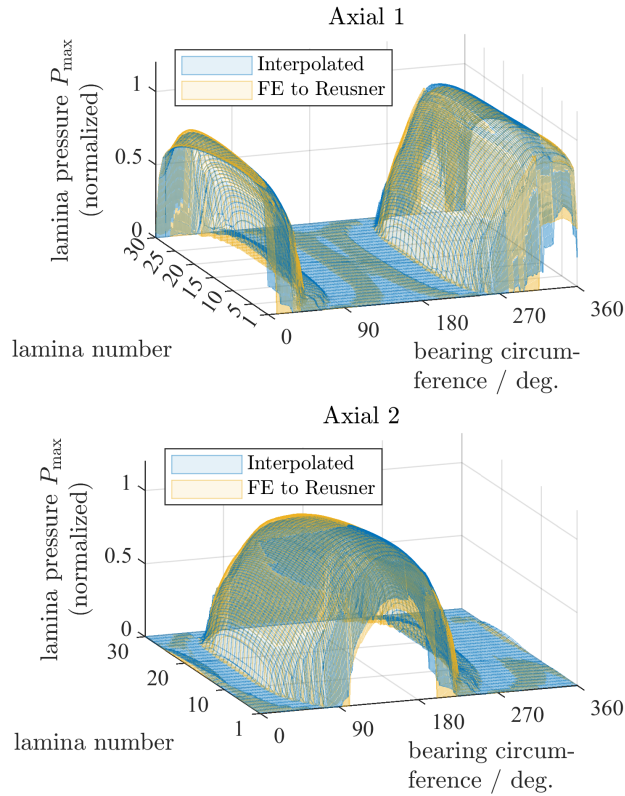 Axial 1
Interpolated
FE to Reusner
lamina pressure Pmax
(normalized)
1
0.5
0
30
25
20
15
10
5
1
lamina number
0
90
180
270
360
bearing circum-
ference / deg.
Axial 2
Interpolated
FE to Reusner
lamina pressure Pmax
(normalized)
1
0.5
0
30
20
10
1
lamina number
0
90
180
270
360
bearing circum-
ference / deg.